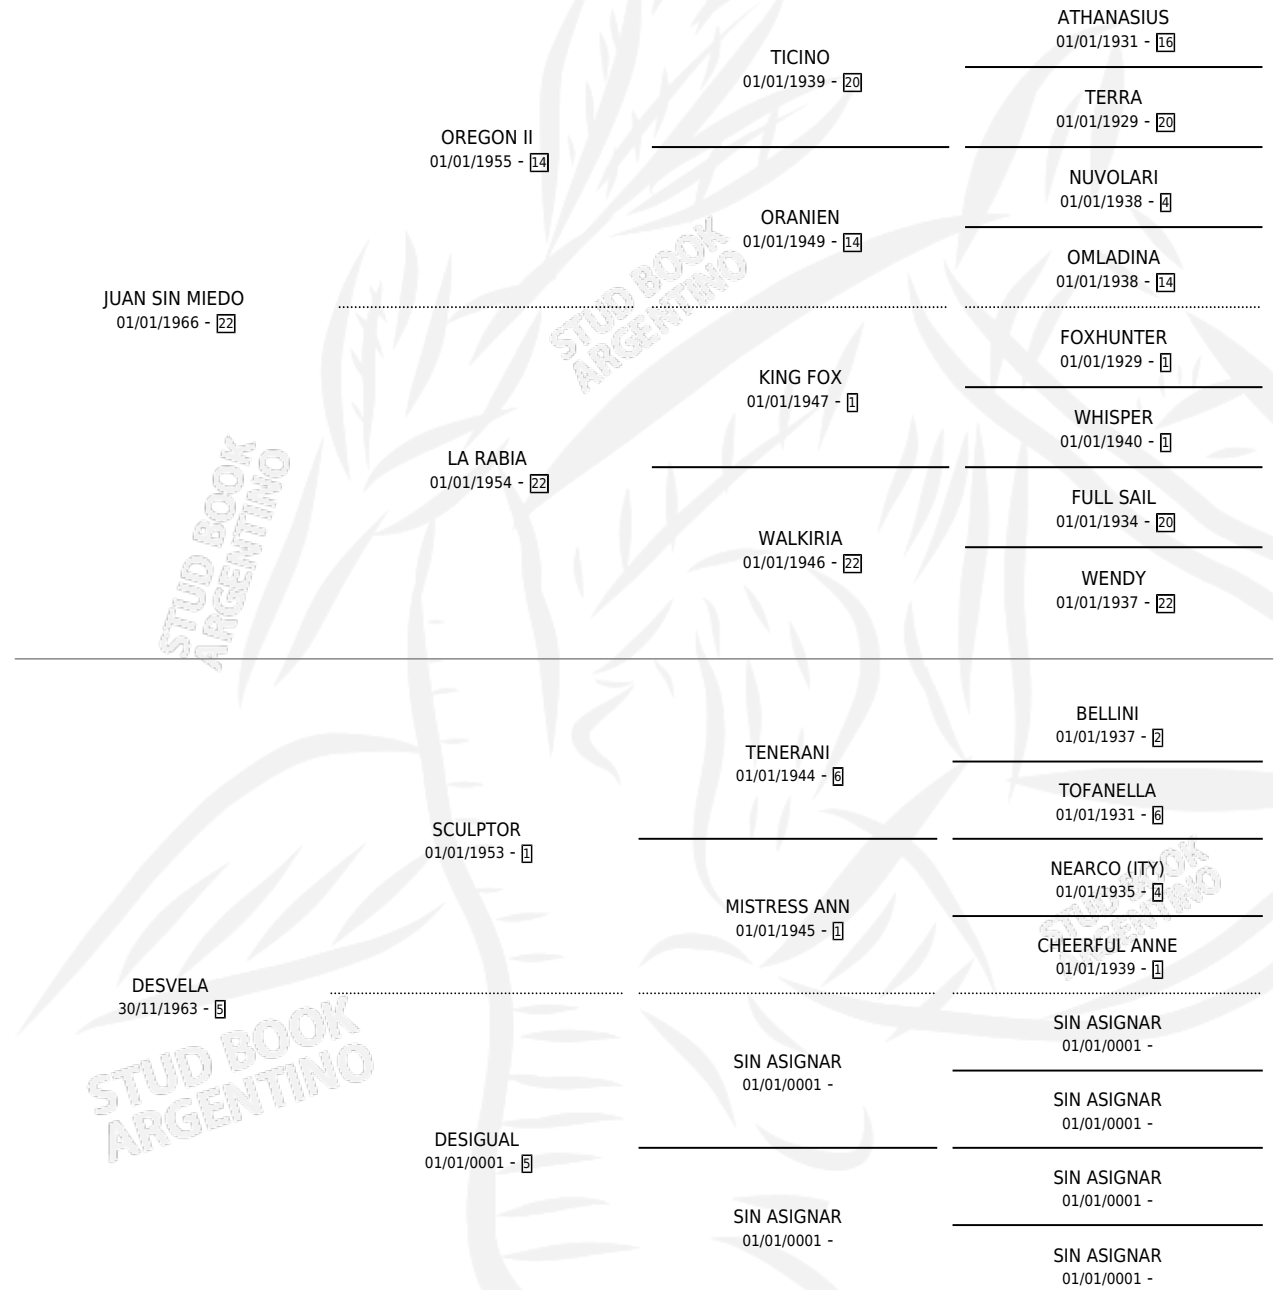 ATHANASIUS
01/01/1931 - 16
TICINO
01/01/1939 - 20
TERRA
01/01/1929 - 20
OREGON II
01/01/1955 - 14
NUVOLARI
01/01/1938 - 4
ORANIEN
01/01/1949 - 14
OMLADINA
01/01/1938 - 14
JUAN SIN MIEDO
01/01/1966 - 22
STUD BOOK
ARGENTINO
FOXHUNTER
01/01/1929 - 1
KING FOX
01/01/1947 - 1
WHISPER
01/01/1940 - 1
LA RABIA
01/01/1954 - 22
FULL SAIL
01/01/1934 - 20
WALKIRIA
01/01/1946 - 22
WENDY
01/01/1937 - 22
STUD BOOK
ARGENTINO
BELLINI
01/01/1937 - 2
TENERANI
01/01/1944 - 6
TOFANELLA
01/01/1931 - 6
SCULPTOR
01/01/1953 - 1
NEARCO (ITY)
01/01/1935 - 4
MISTRESS ANN
01/01/1945 - 1
CHEERFUL ANNE
01/01/1939 - 1
STUD BOOK
ARGENTINO
DESVELA
30/11/1963 - 5
SIN ASIGNAR
01/01/0001 -
SIN ASIGNAR
01/01/0001 -
SIN ASIGNAR
01/01/0001 -
STUD BOOK
ARGENTINO
DESIGUAL
01/01/0001 - 5
SIN ASIGNAR
01/01/0001 -
SIN ASIGNAR
01/01/0001 -
SIN ASIGNAR
01/01/0001 -